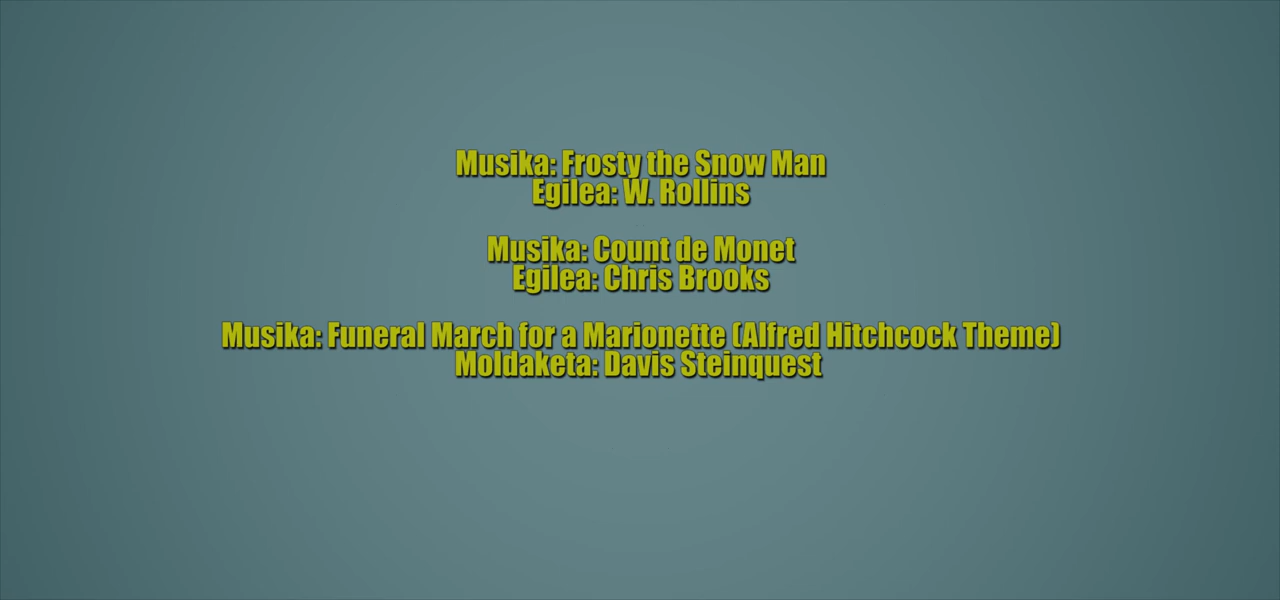 Musika: Frosty the Snow Man
Egilea: W. Rollins
Musika: Count de Monet
Egilea: Chris Brooks
Musika: Funeral March for a Marionette (Alfred Hitchcock Theme)
Moldaketa: Davis Steinquest